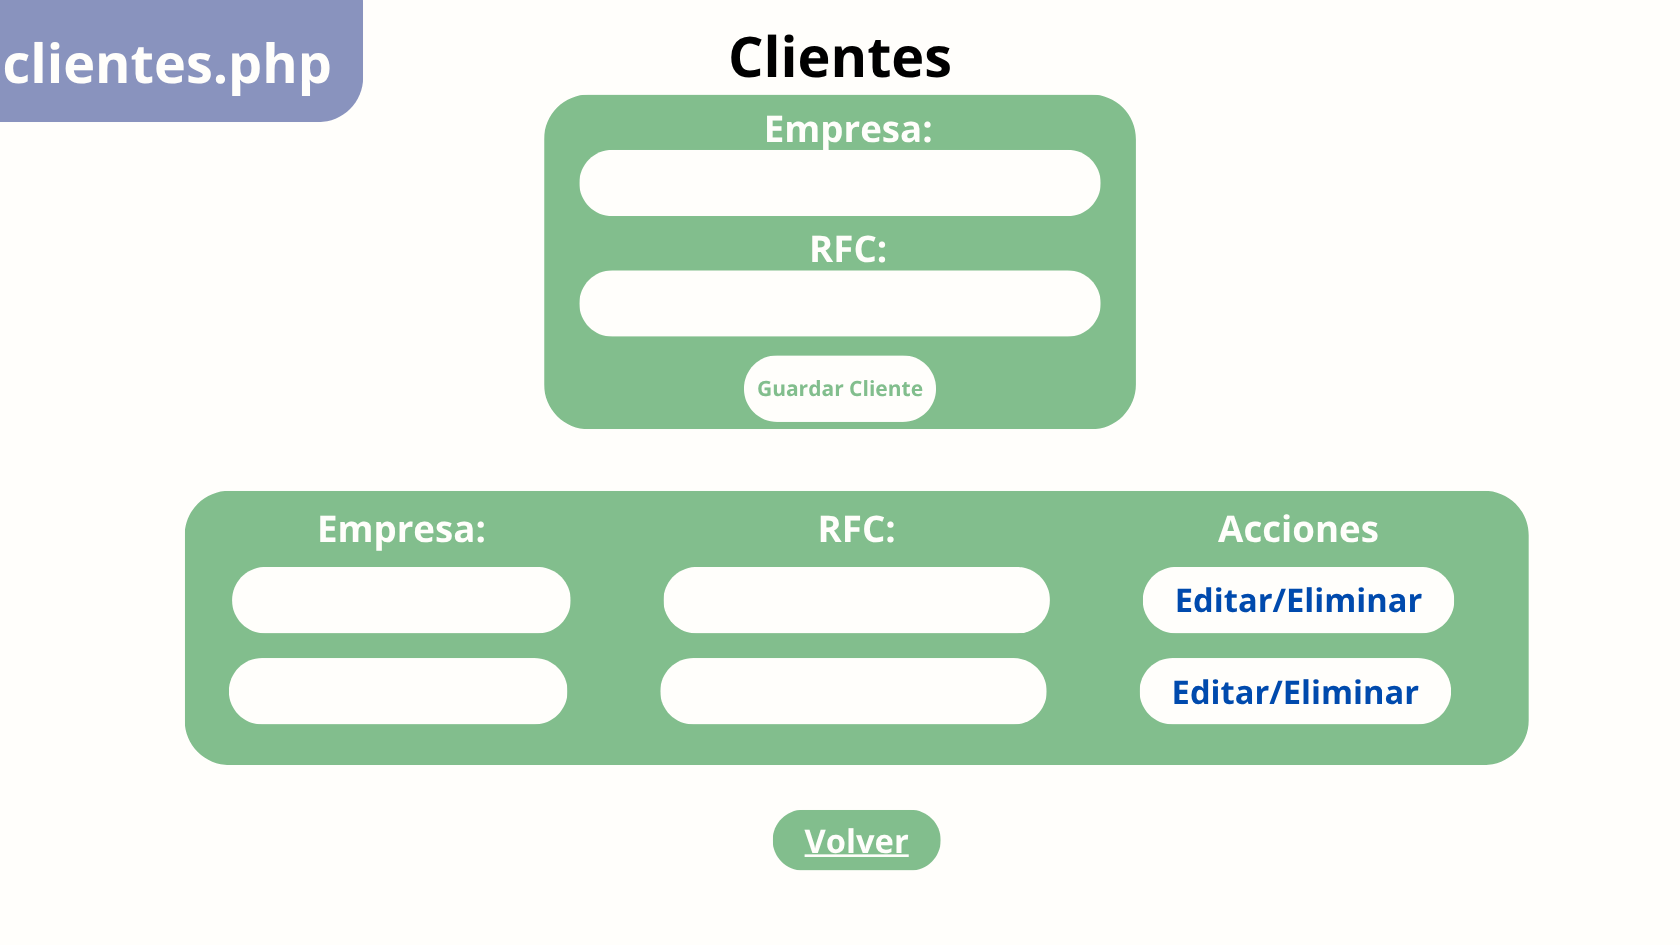 clientes.php
Clientes
Empresa:
RFC:
Guardar Cliente
Empresa: RFC: Acciones
Editar/Eliminar
Editar/Eliminar
Volver